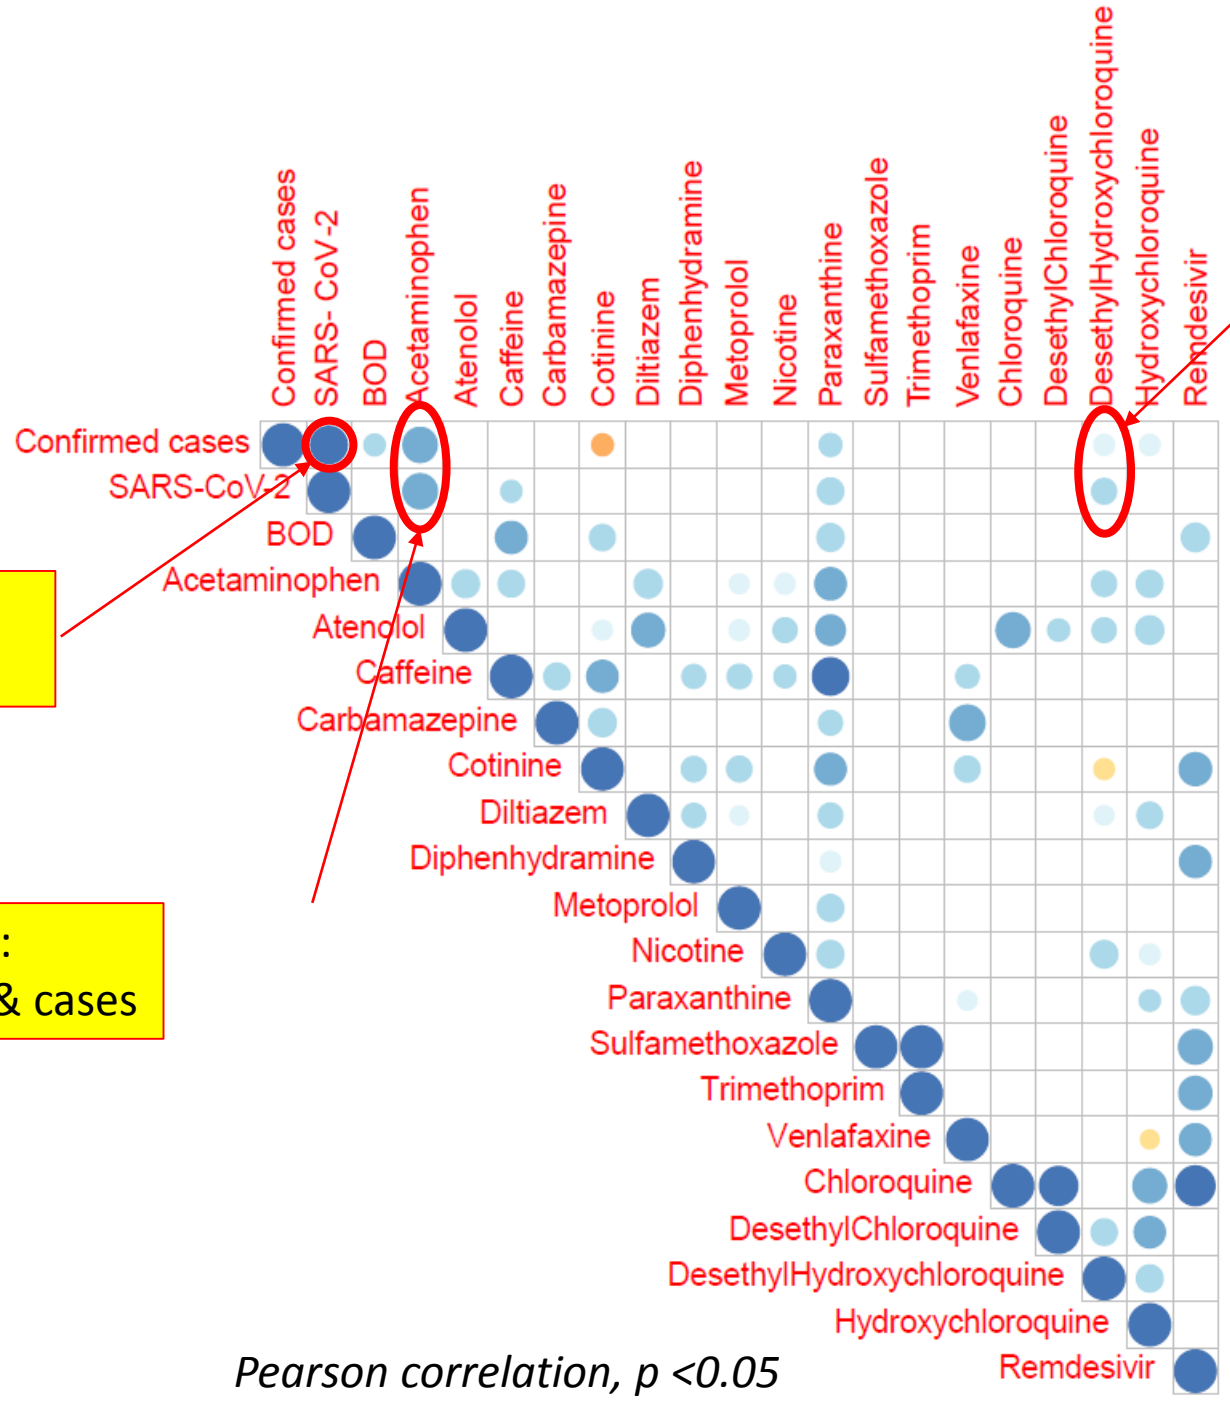 Confirmed cases
SARS- CoV-2
BOD
Acetaminophen
Atenolol
Caffeine
Carbamazepine
Cotinine
Diltiazem
Diphenhydramine
Metoprolol
Nicotine
Paraxanthine
Sulfamethoxazole
Trimethoprim
Venlafaxine
Chloroquine
DesethylChloroquine
DesethylHydroxychloroquine
Hydroxychloroquine
Remdesivir
Confirmed cases
SARS-CoV-2
BOD
Acetaminophen
Atenolol
Caffeine
Carbamazepine
Cotinine
Diltiazem
Diphenhydramine
Metoprolol
:
Nicotine
& cases
Paraxanthine
Sulfamethoxazole
Trimethoprim
Venlafaxine
Chloroquine
DesethylChloroquine
DesethylHydroxychloroquine
Hydroxychloroquine
Remdesivir
Pearson correlation, p <0.05